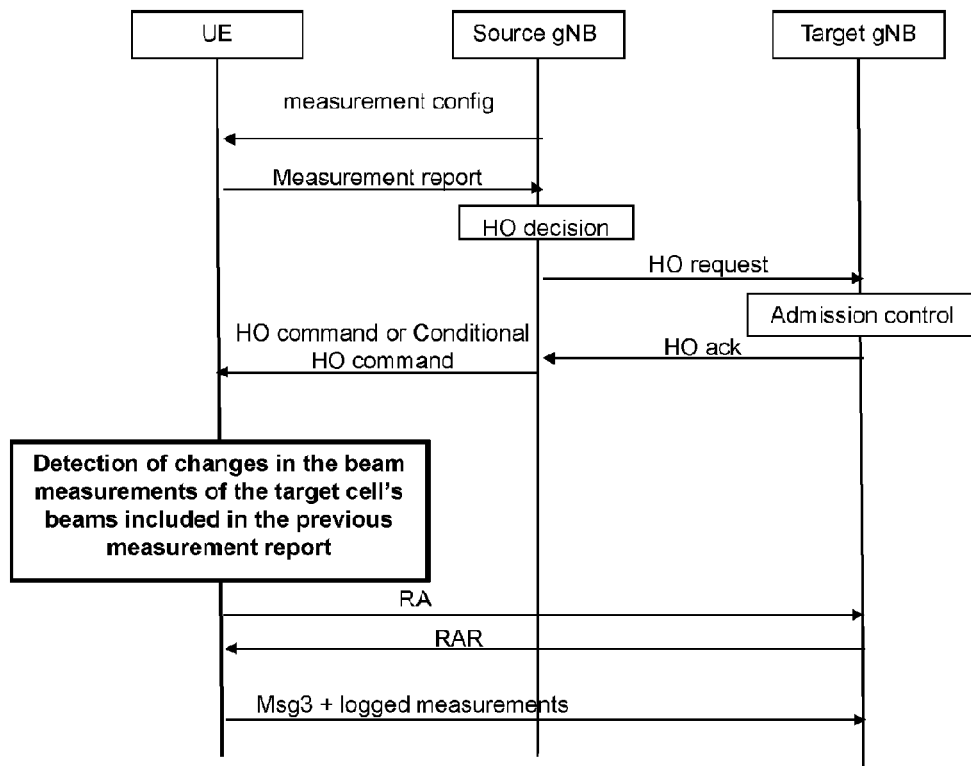 UE
Source gNB
Target gNB
measurement config
Measurement report
HO decision
HO request
Admission control
HO command or Conditional
HO command
HO ack
Detection of changes in the beam
measurements of the target cell's
beams included in the previous
measurement report
RA
RAR
Msg3 + logged measurements